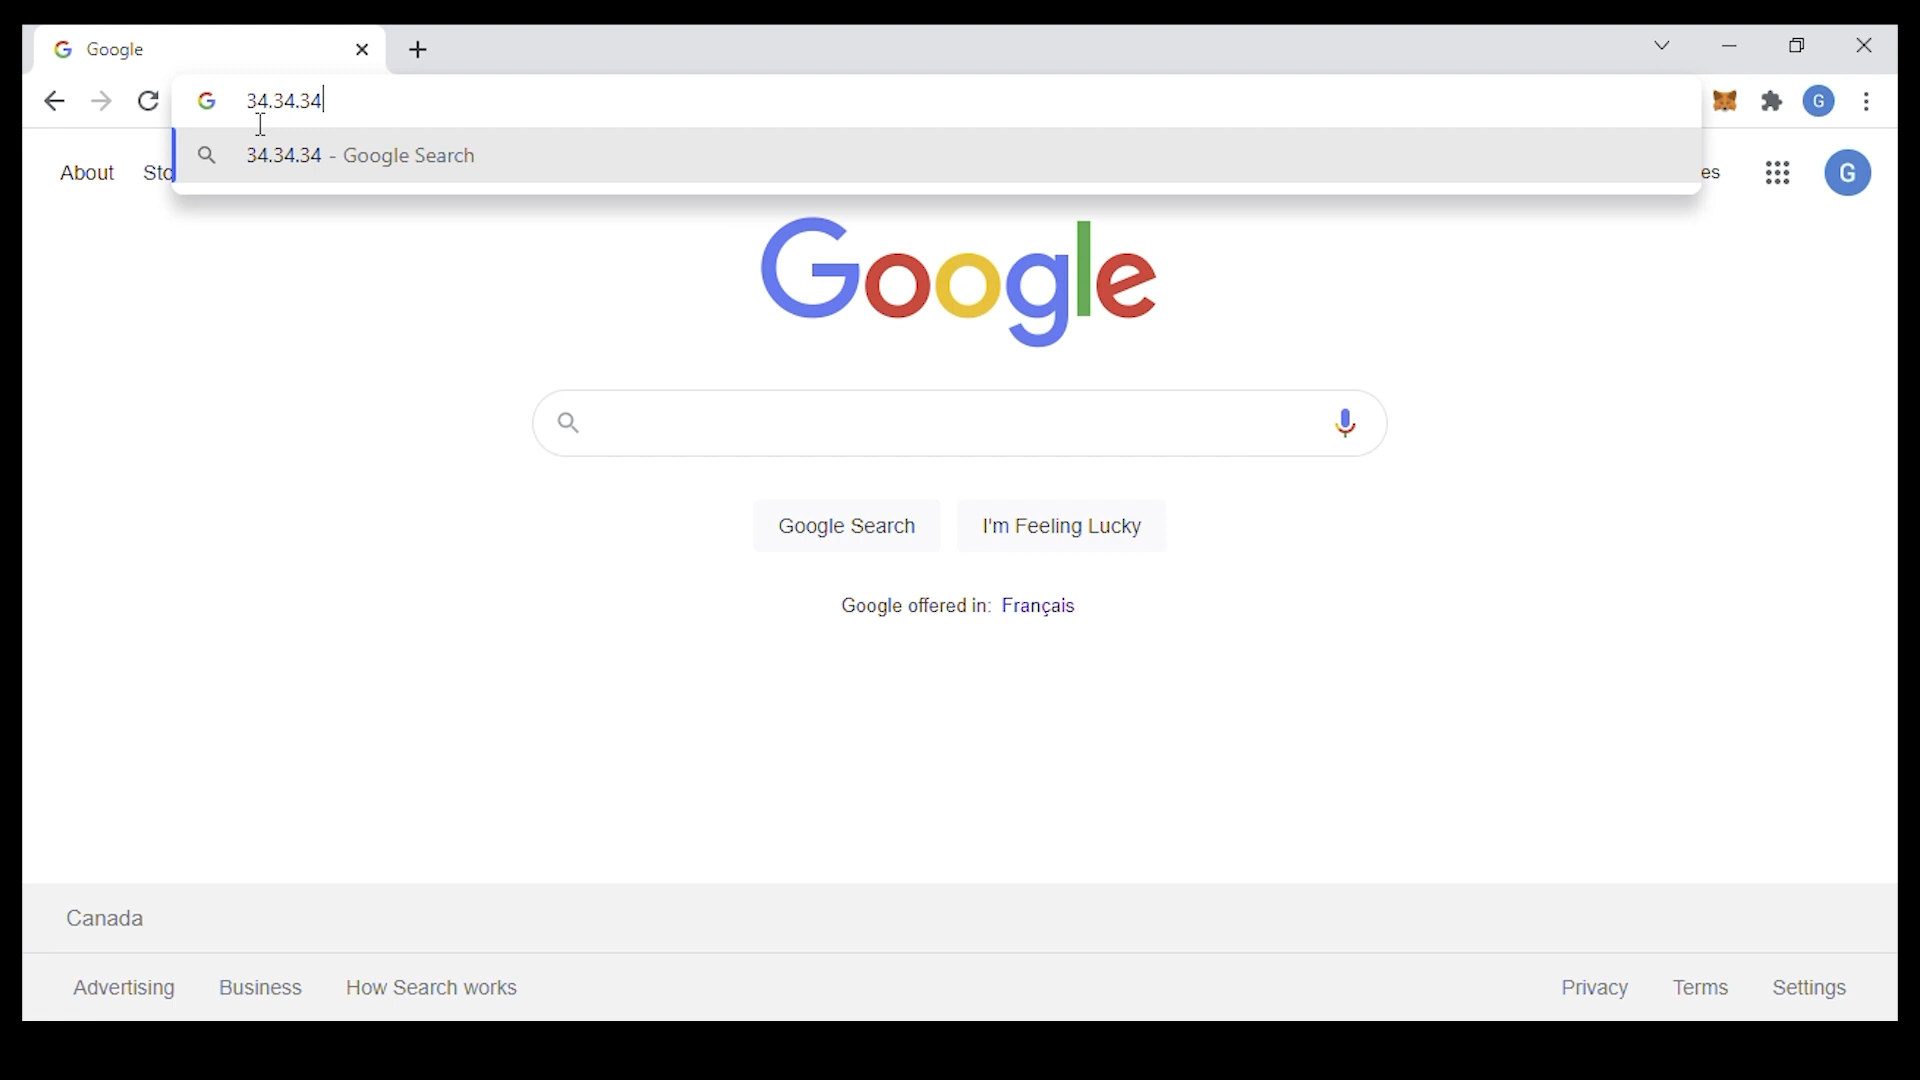 Google
34.34.34
34.34.34 - Google Search
About
es
G
G
Google
Google Search
I'm Feeling Lucky
Google offered in: Français
Canada
Advertising Business How Search works
Privacy Terms Settings